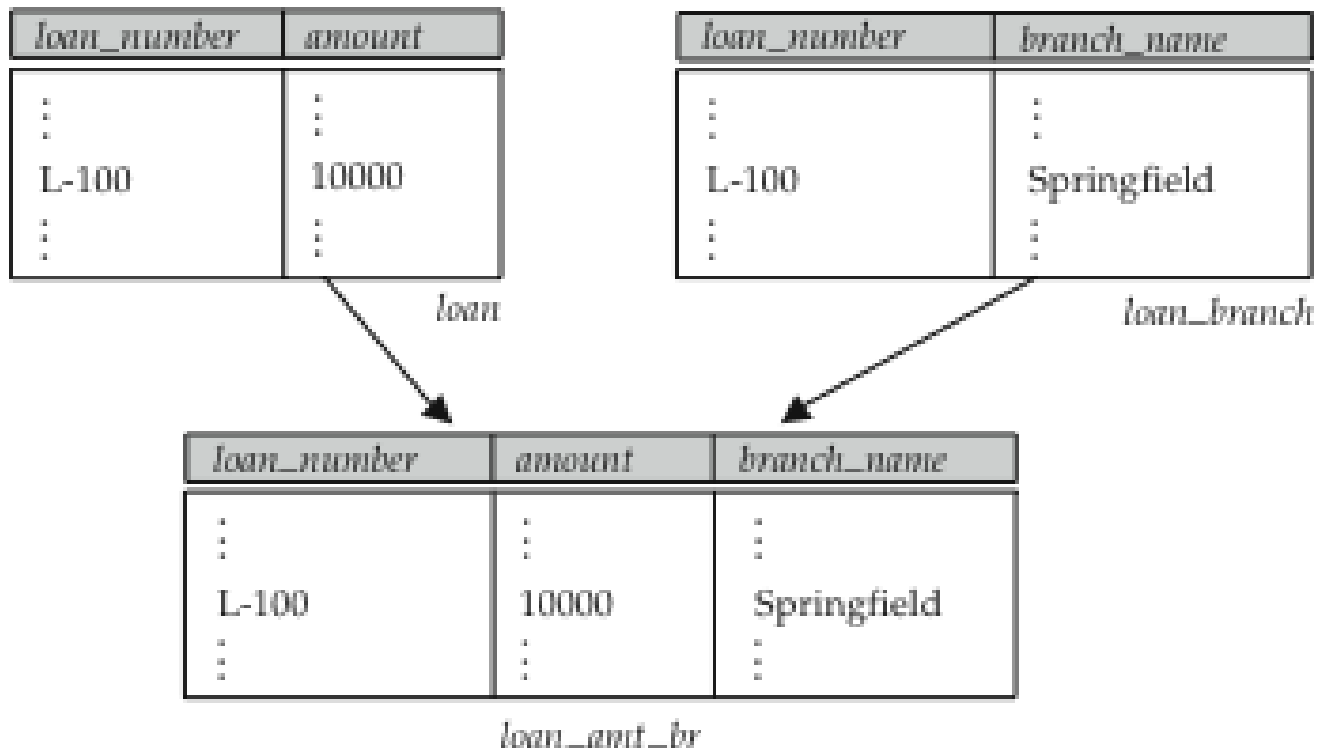 loan_number amount
:
L-100 10000
:
loan
loan_number branch_name
:
L-100 Springfield
:
loan_branch
loan_number amount branch_name
:
L-100 10000 Springfield
:
loan_amt_br